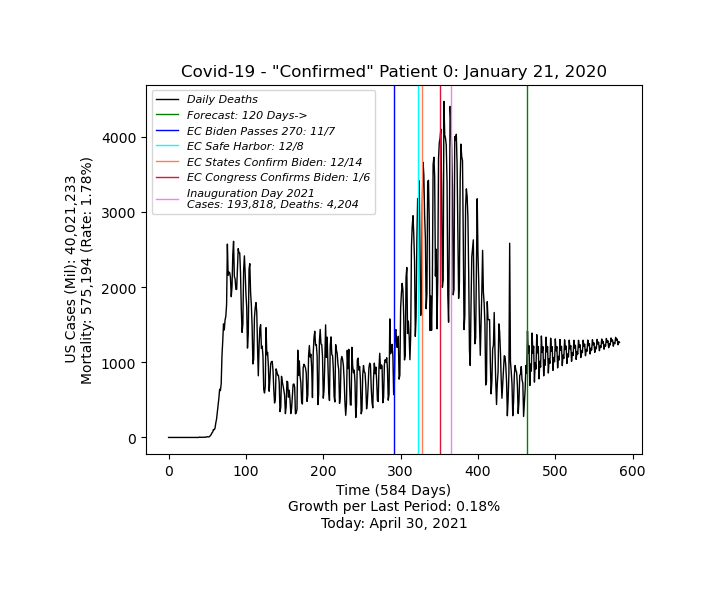 Covid-19 - "Confirmed" Patient 0: January 21, 2020
Daily Deaths
Forecast: 120 Days->
EC Biden Passes 270: 11/7
EC Safe Harbor: 12/8
EC States Confirm Biden: 12/14
EC Congress Confirms Biden: 1/6
Inauguration Day 2021
Cases: 193,818, Deaths: 4,204
US Cases (Mil): 40,021,233
Mortality: 575,194 (Rate: 1.78%)
4000
3000
2000
1000
0
0 100 200 300 400 500 600
Time (584 Days)
Growth per Last Period: 0.18%
Today: April 30, 2021